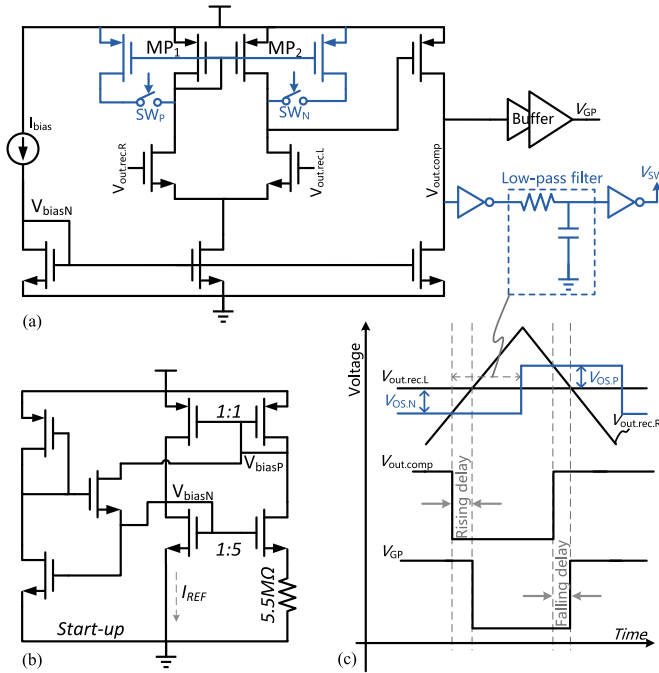 MP1 MP2
SWP SWN
Ibias
Vout.rec.R Vout.rec.L
Vout.comp
Buffer
VGP
Low-pass filter
VSW
VbiasN
(a)
1:1
VbiasP
VbiasN
1:5
IREF
5.5MΩ
Start-up
(b)
Voltage
Vout.rec.L
VOS.N
VOS.P
Vout.rec.R
Vout.comp
Rising delay
VGP
Falling delay
Time
(c)